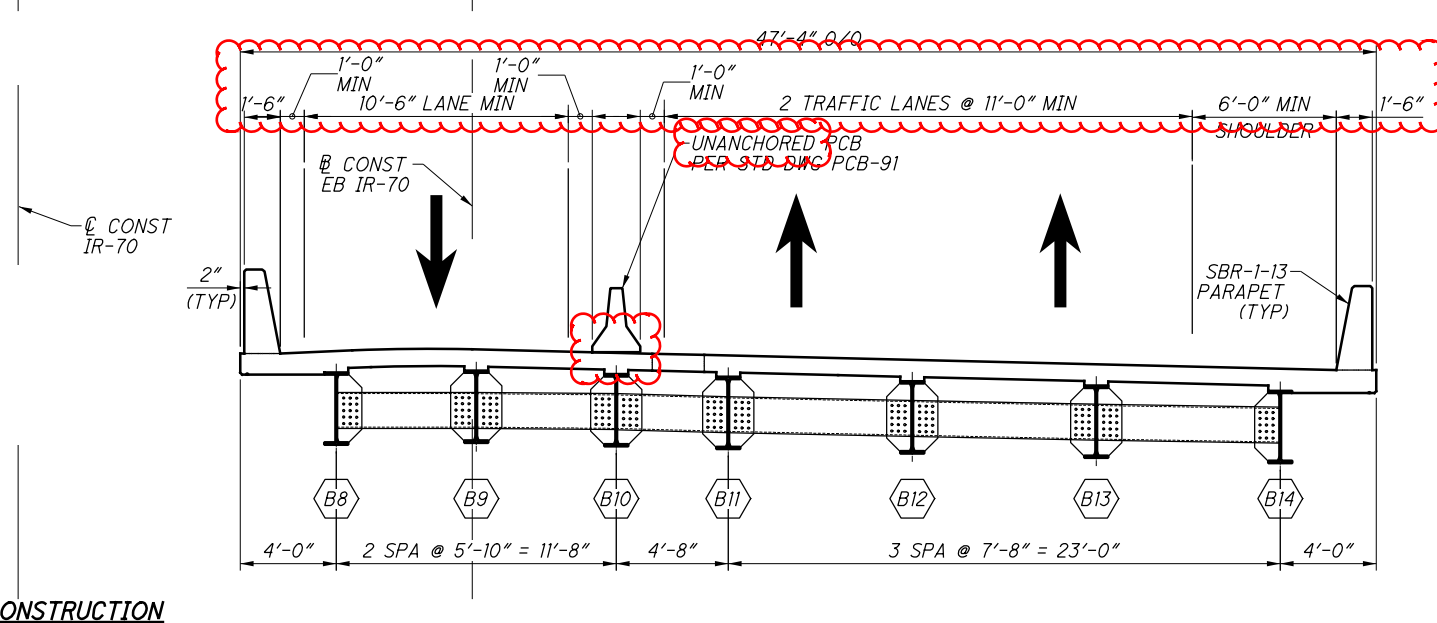 47'-4" O/O
1'-0"
MIN
1'-0"
MIN
1'-0"
MIN
1'-6"
10'-6" LANE MIN
2 TRAFFIC LANES @ 11'-0" MIN
6'-0" MIN
SHOULDER
1'-6"
UNANCHORED PCB
PER STD DWG PCB-91
℄ CONST
EB IR-70
℄ CONST
IR-70
2"
(TYP)
SBR-1-13
PARAPET
(TYP)
B8
B9
B10
B11
B12
B13
B14
4'-0"
2 SPA @ 5'-10" = 11'-8"
4'-8"
3 SPA @ 7'-8" = 23'-0"
4'-0"
ONSTRUCTION